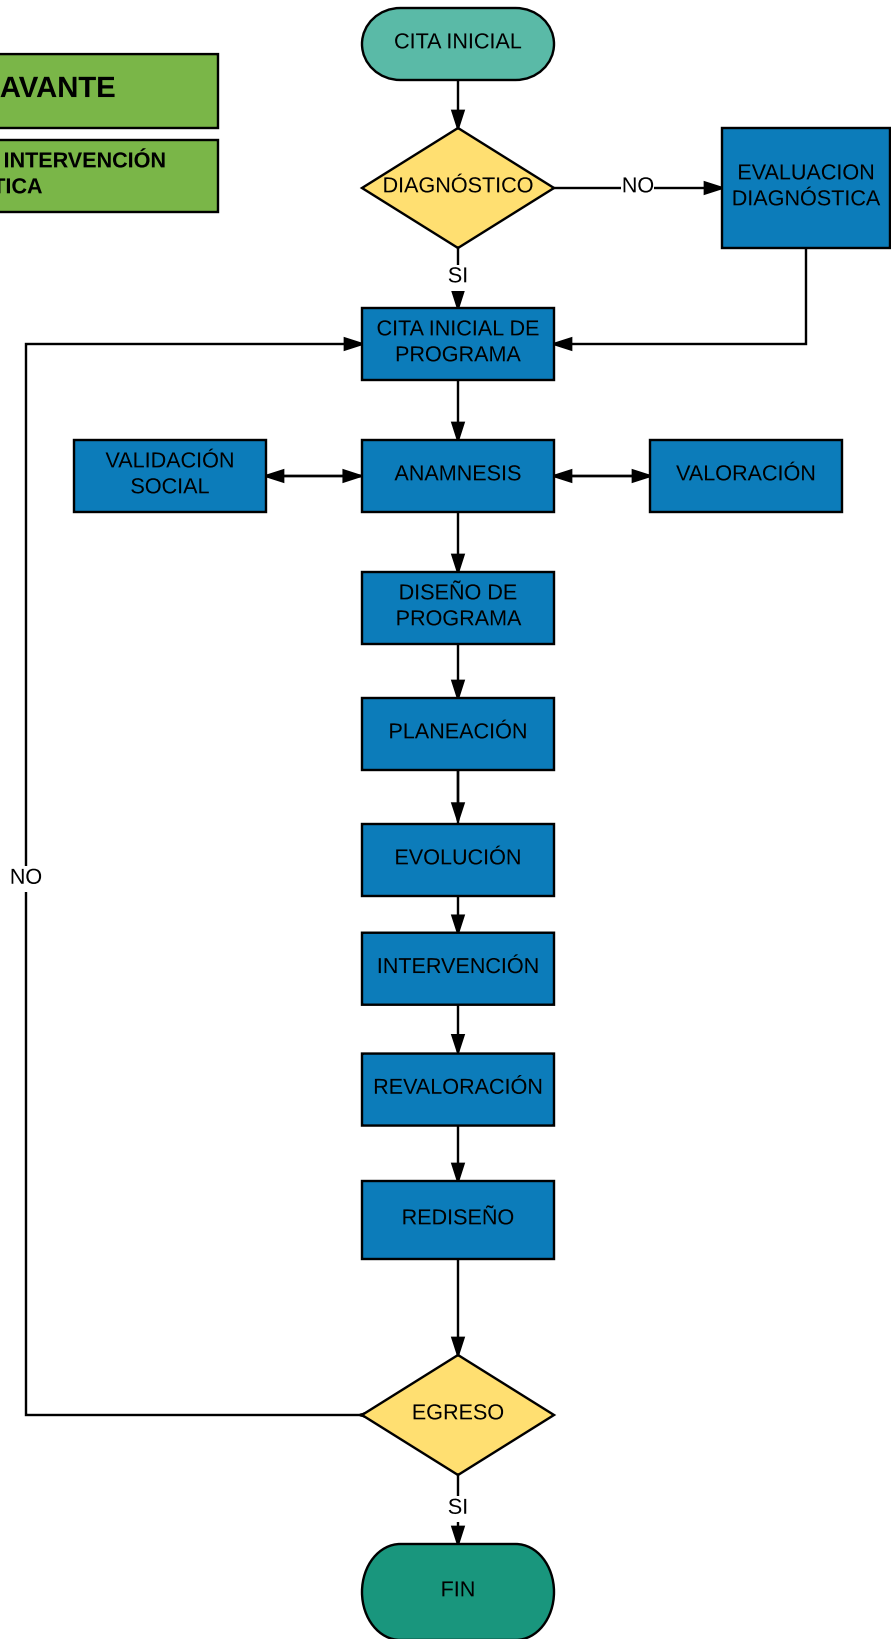 CITA INICIAL
AVANTE
INTERVENCIÓN
TICA
DIAGNÓSTICO
NO
EVALUACION
DIAGNÓSTICA
SI
CITA INICIAL DE
PROGRAMA
VALIDACIÓN
SOCIAL
ANAMNESIS
VALORACIÓN
DISEÑO DE
PROGRAMA
PLANEACIÓN
EVOLUCIÓN
NO
INTERVENCIÓN
REVALORACIÓN
REDISEÑO
EGRESO
SI
FIN